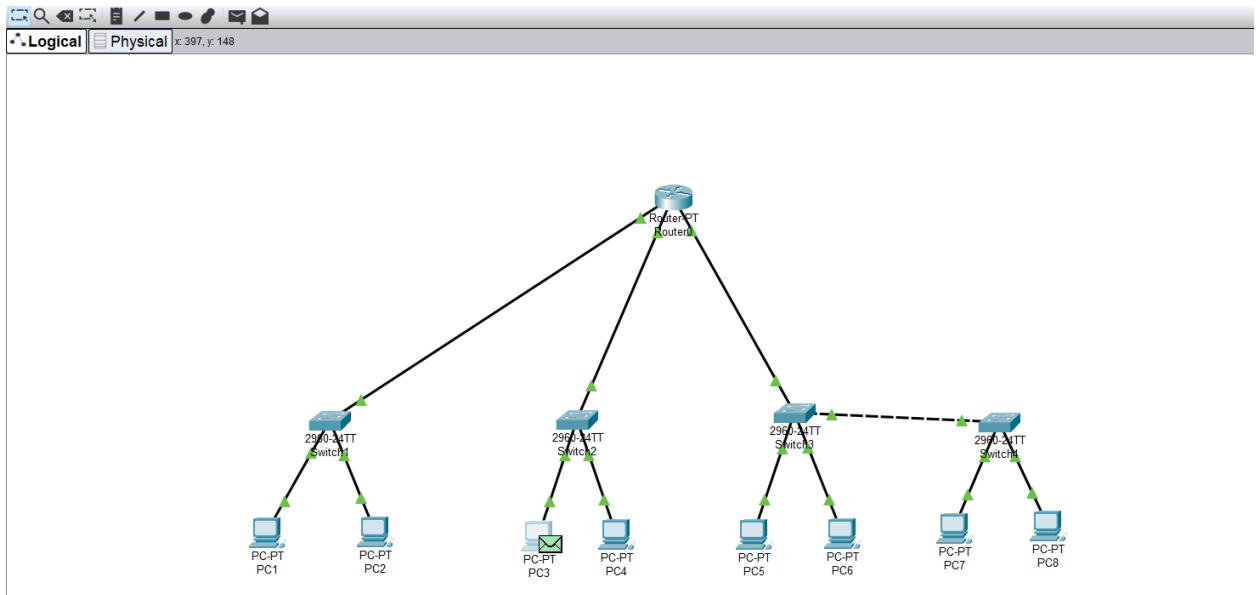 Logical Physical x: 397, y: 148
Router-PT
Router0
2960-24TT
Switch1
2960-24TT
Switch2
2960-24TT
Switch3
2960-24TT
Switch4
PC-PT
PC1
PC-PT
PC2
PC-PT
PC3
PC-PT
PC4
PC-PT
PC5
PC-PT
PC6
PC-PT
PC7
PC-PT
PC8